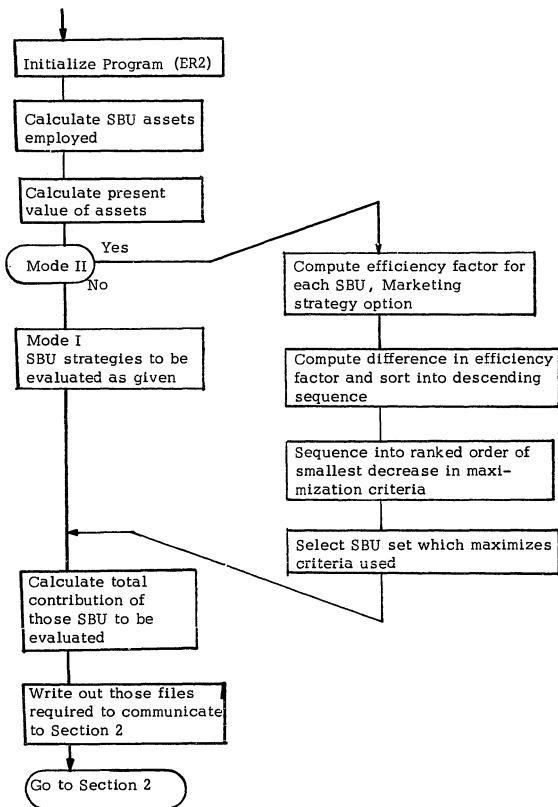 Initialize Program (ER2)
Calculate SBU assets
employed
Calculate present
value of assets
Mode II
Yes
No
Mode I
SBU strategies to be
evaluated as given
Compute efficiency factor for
each SBU, Marketing
strategy option
Compute difference in efficiency
factor and sort into descending
sequence
Sequence into ranked order of
smallest decrease in maxi-
mization criteria
Select SBU set which maximizes
criteria used
Calculate total
contribution of
those SBU to be
evaluated
Write out those files
required to communicate
to Section 2
Go to Section 2